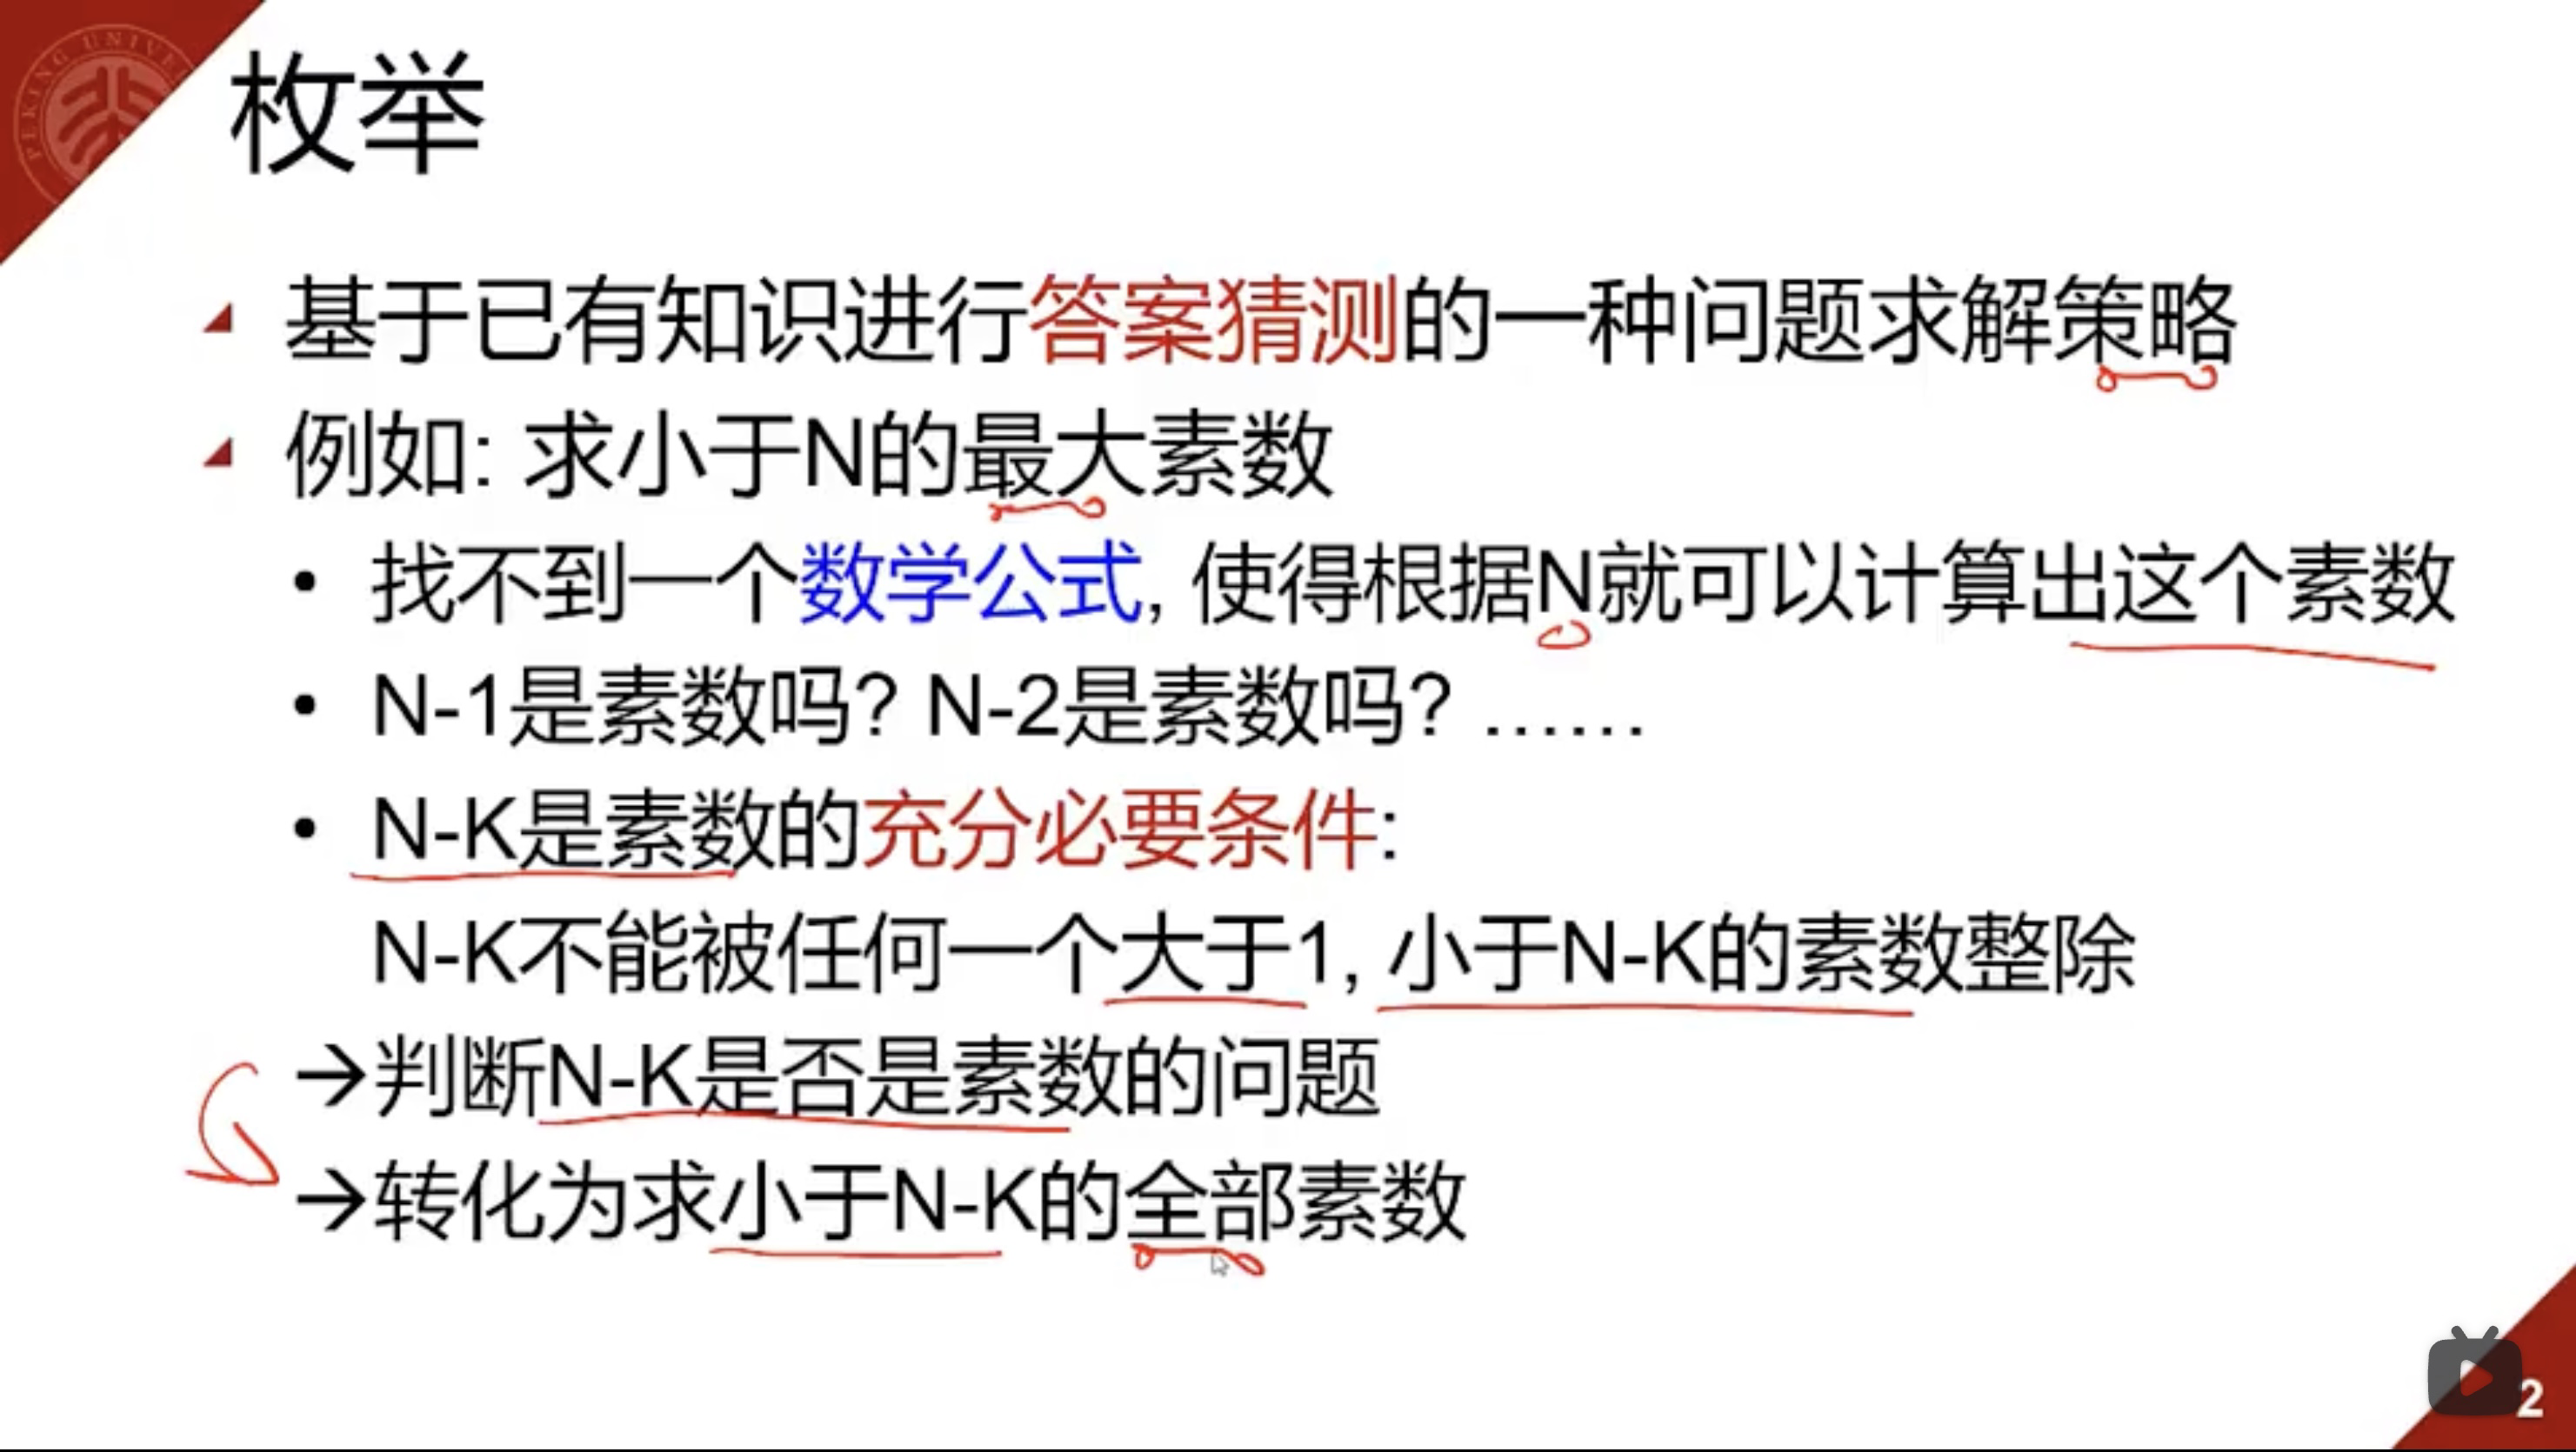 PEKING UNIVE
枚举
基于已有知识进行答案猜测的一种问题求解策略
例如: 求小于N的最大素数
• 找不到一个数学公式, 使得根据N就可以计算出这个素数
• N-1是素数吗? N-2是素数吗? ……
• N-K是素数的充分必要条件:
N-K不能被任何一个大于1, 小于N-K的素数整除
→判断N-K是否是素数的问题
→转化为求小于N-K的全部素数
2